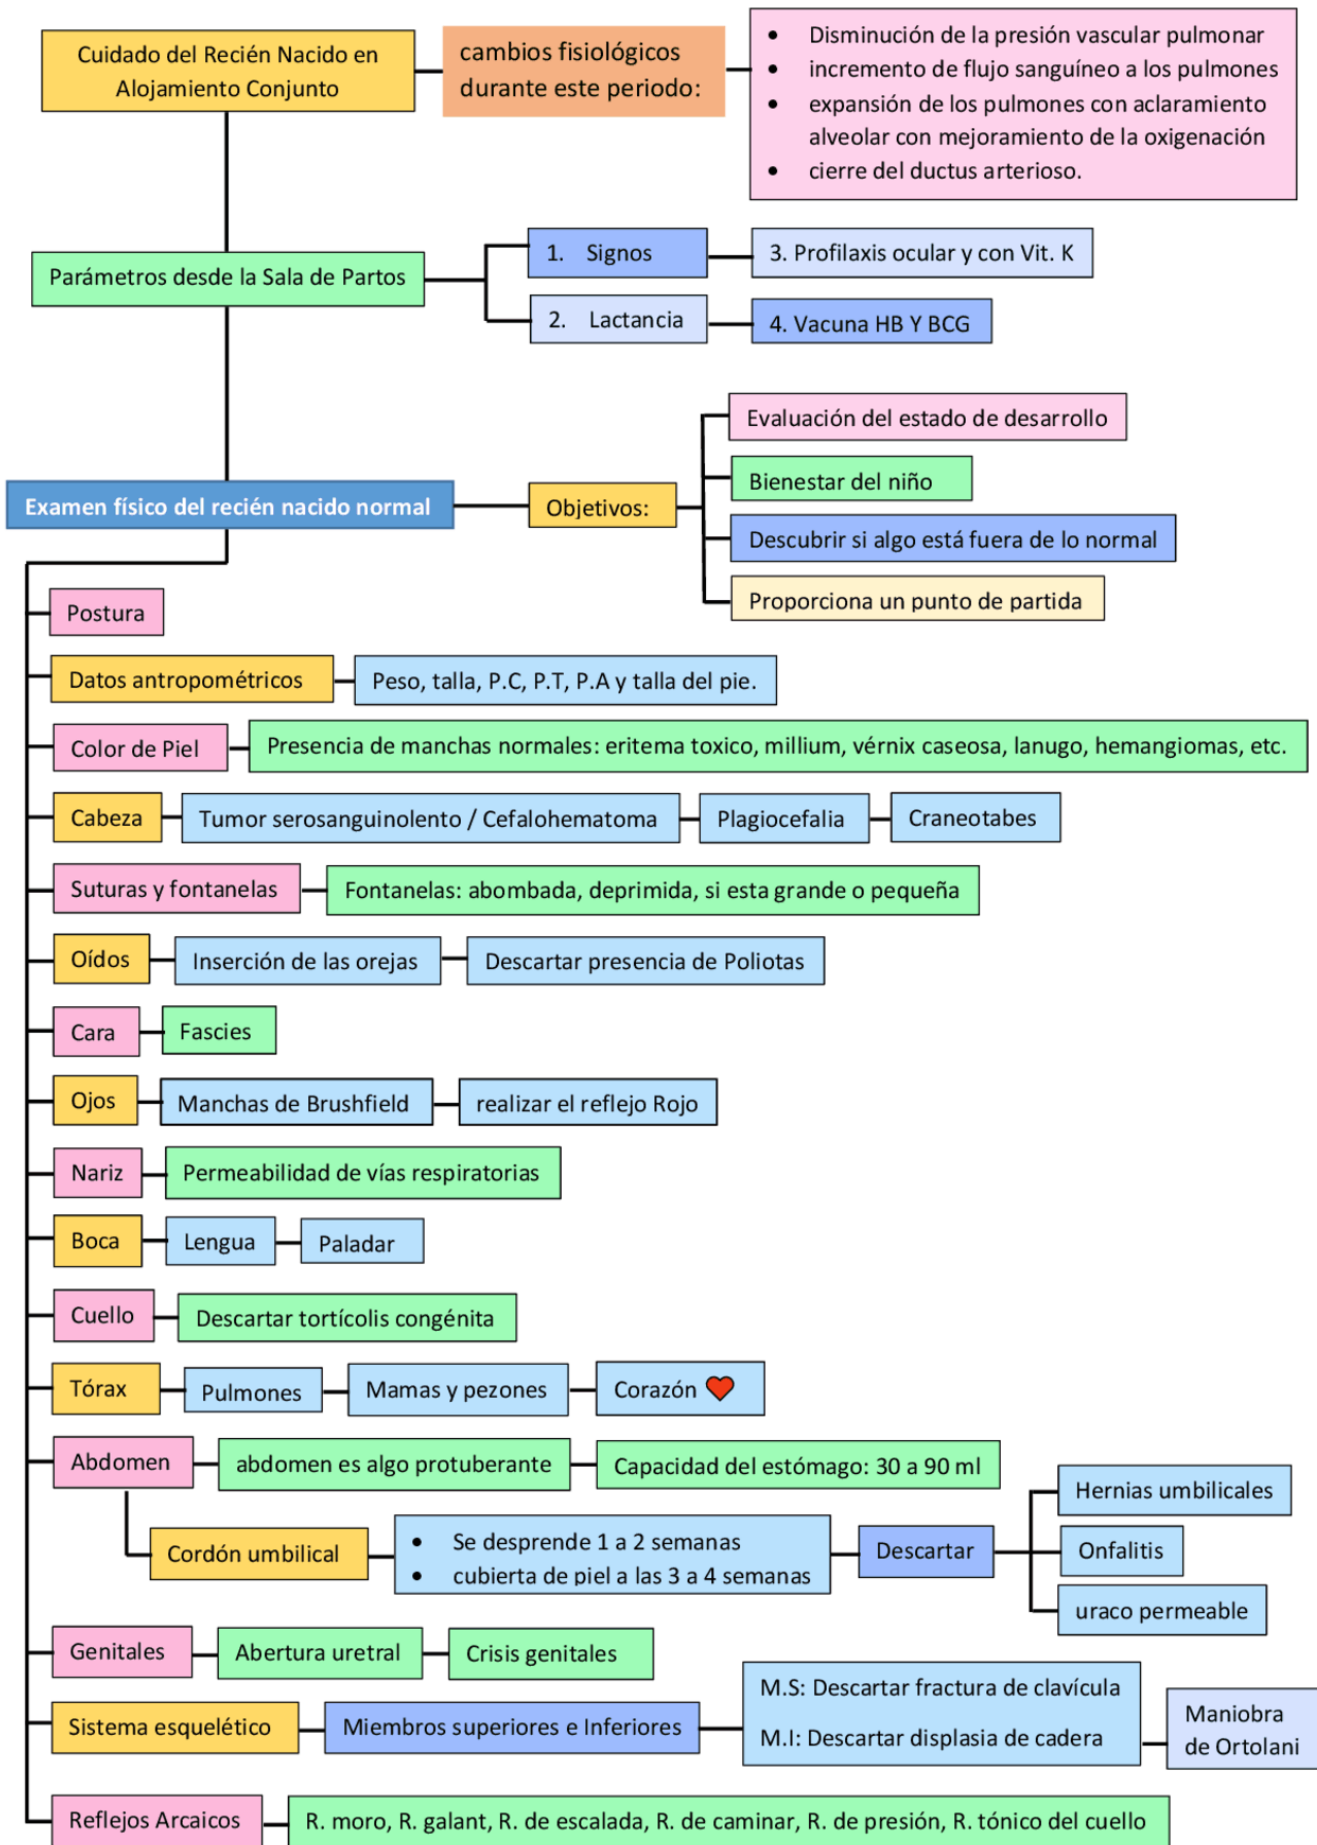 Cuidado del Recién Nacido en
Alojamiento Conjunto
cambios fisiológicos
durante este periodo:
• Disminución de la presión vascular pulmonar
• incremento de flujo sanguíneo a los pulmones
• expansión de los pulmones con aclaramiento
alveolar con mejoramiento de la oxigenación
• cierre del ductus arterioso.
Parámetros desde la Sala de Partos
1. Signos
3. Profilaxis ocular y con Vit. K
2. Lactancia
4. Vacuna HB Y BCG
Examen físico del recién nacido normal
Objetivos:
Evaluación del estado de desarrollo
Bienestar del niño
Descubrir si algo está fuera de lo normal
Proporciona un punto de partida
Postura
Datos antropométricos
Peso, talla, P.C, P.T, P.A y talla del pie.
Color de Piel
Presencia de manchas normales: eritema toxico, millium, vérnix caseosa, lanugo, hemangiomas, etc.
Cabeza
Tumor serosanguinolento / Cefalohematoma
Plagiocefalia
Craneotabes
Suturas y fontanelas
Fontanelas: abombada, deprimida, si esta grande o pequeña
Oídos
Inserción de las orejas
Descartar presencia de Poliotas
Cara
Fascies
Ojos
Manchas de Brushfield
realizar el reflejo Rojo
Nariz
Permeabilidad de vías respiratorias
Boca
Lengua
Paladar
Cuello
Descartar tortícolis congénita
Tórax
Pulmones
Mamas y pezones
Corazón
Abdomen
abdomen es algo protuberante
Capacidad del estómago: 30 a 90 ml
Cordón umbilical
• Se desprende 1 a 2 semanas
• cubierta de piel a las 3 a 4 semanas
Descartar
Hernias umbilicales
Onfalitis
uraco permeable
Genitales
Abertura uretral
Crisis genitales
Sistema esquelético
Miembros superiores e Inferiores
M.S: Descartar fractura de clavícula
M.I: Descartar displasia de cadera
Maniobra
de Ortolani
Reflejos Arcaicos
R. moro, R. galant, R. de escalada, R. de caminar, R. de presión, R. tónico del cuello